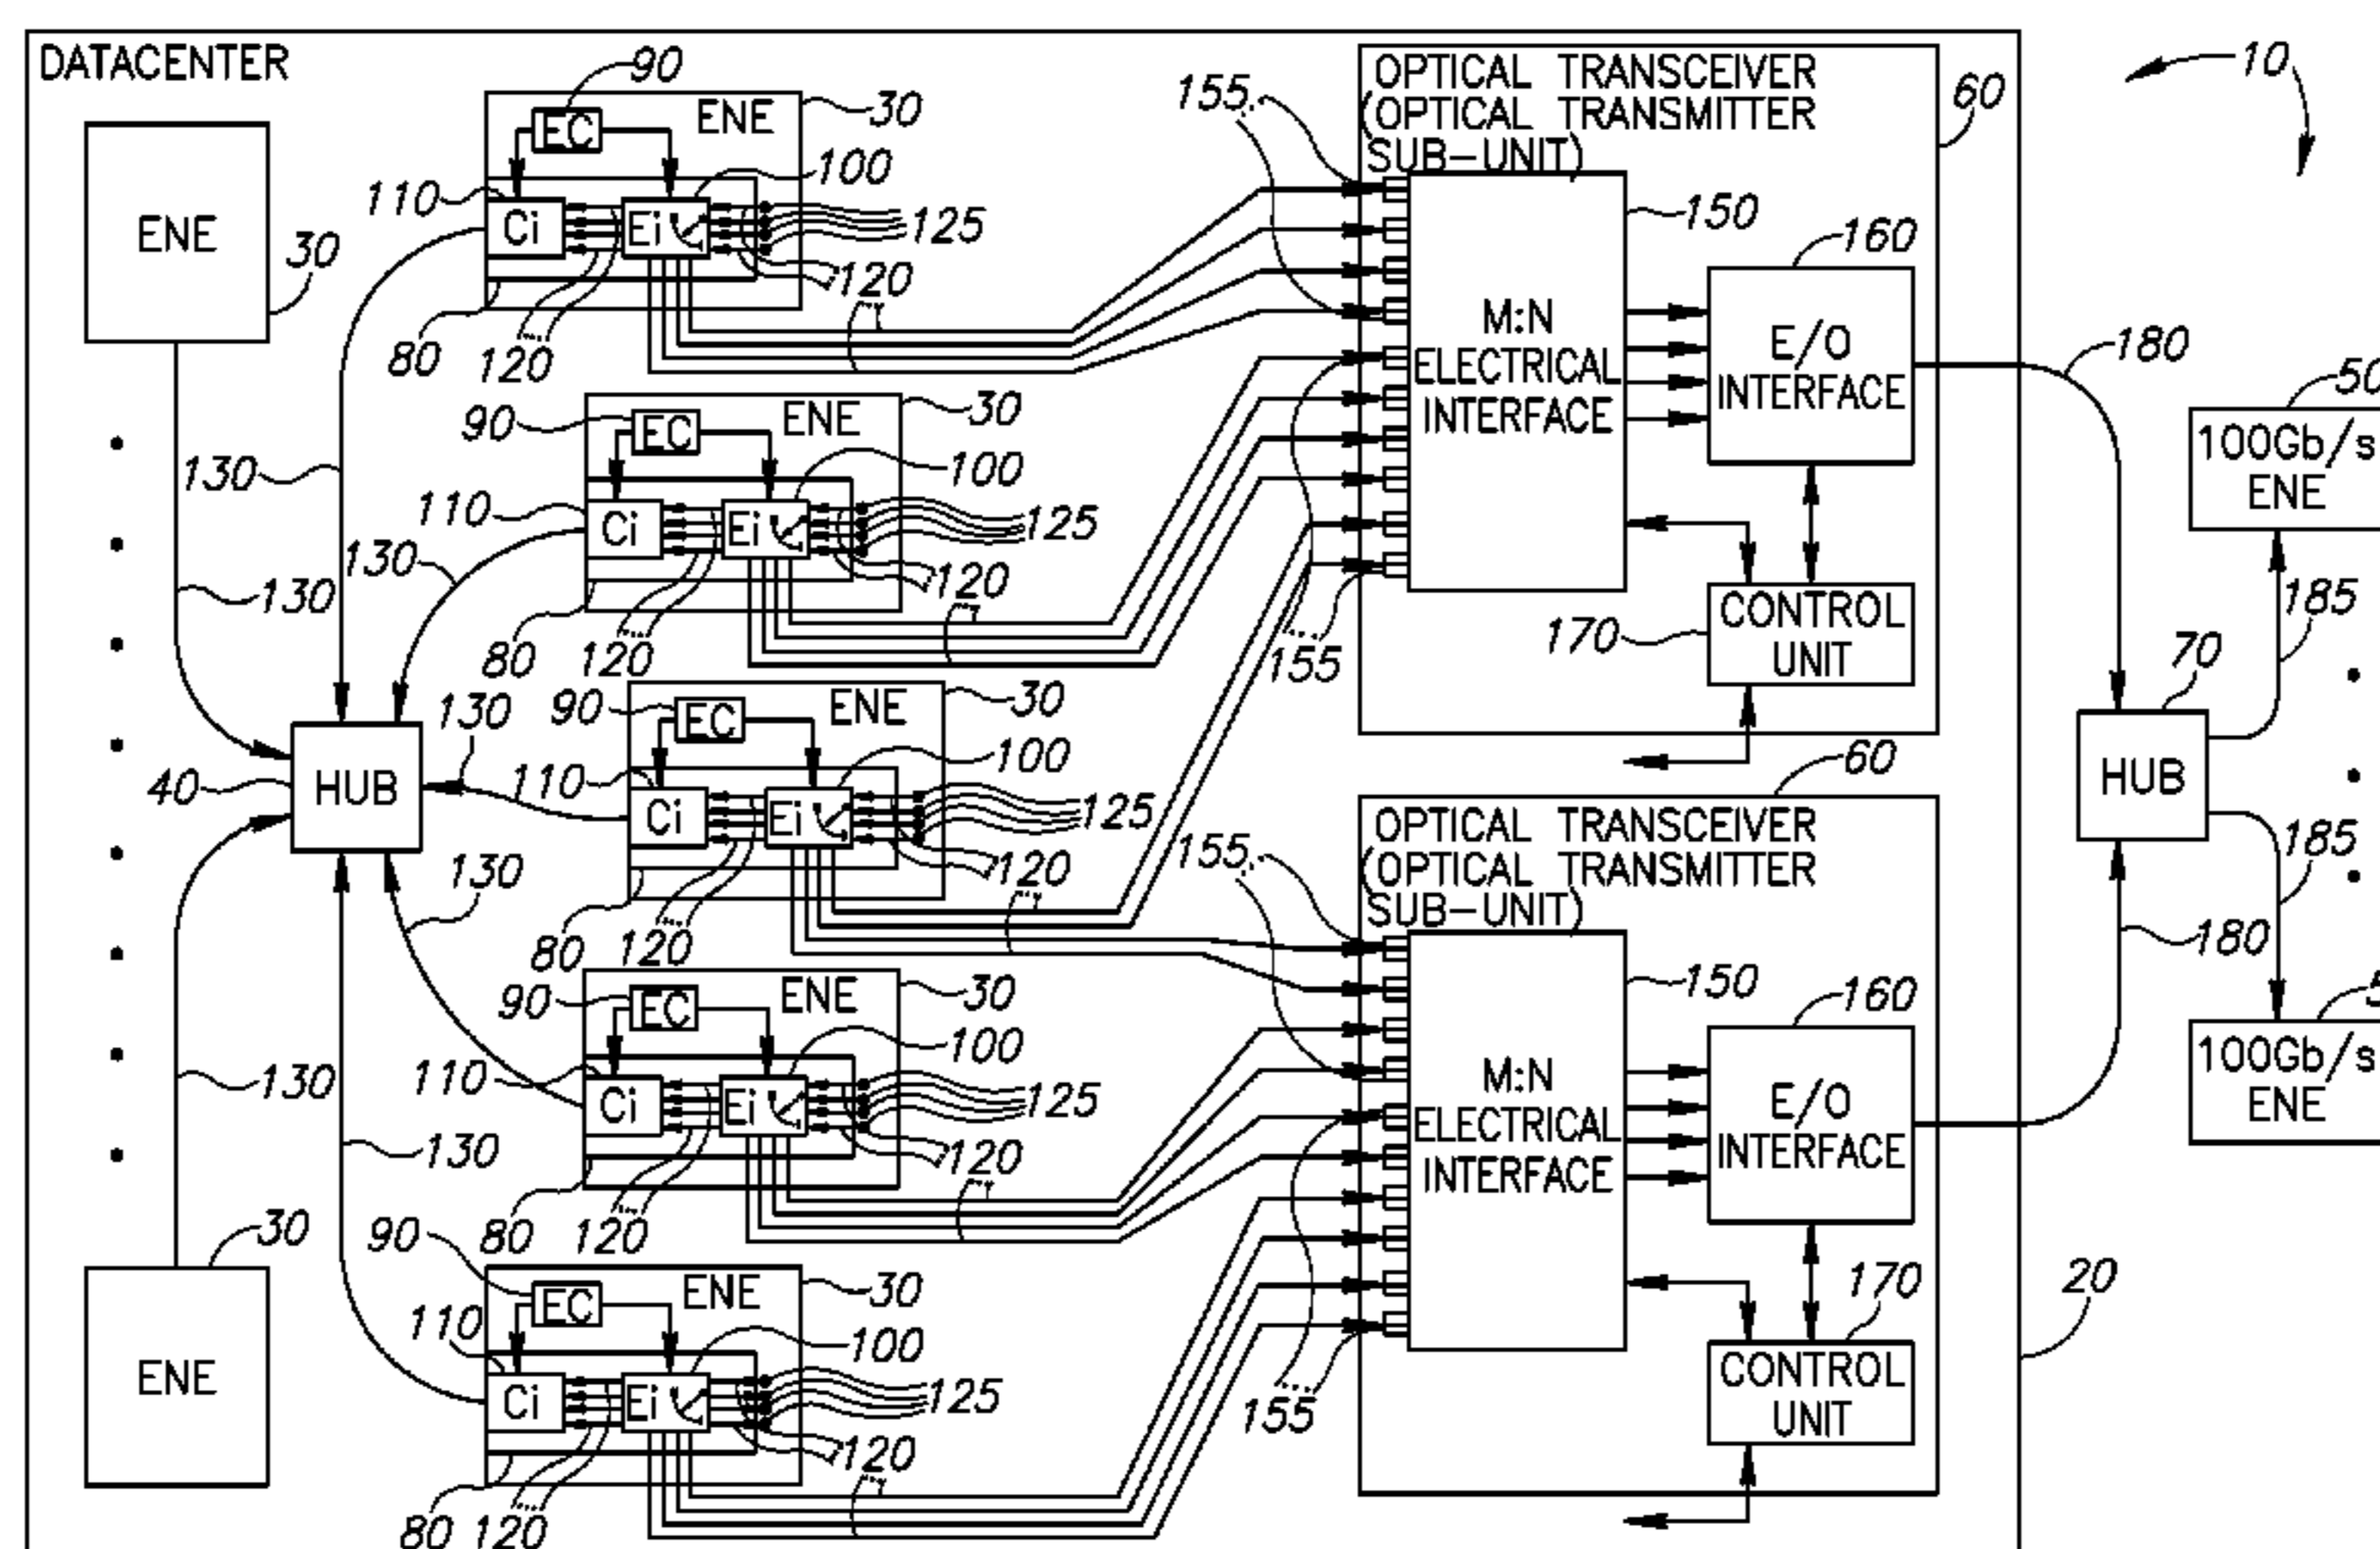 DATACENTER
10
ENE
30
EC
90
ENE
30
100
110
Ci
Ei
125
120
80
120
120
130
EC
90
ENE
30
100
110
Ci
Ei
125
120
80
120
130
130
EC
90
ENE
30
100
110
Ci
Ei
125
120
80
120
130
40
HUB
130
EC
90
ENE
30
100
110
Ci
Ei
125
120
80
120
130
130
EC
90
ENE
30
100
110
Ci
Ei
125
120
80
120
30
ENE
155
OPTICAL TRANSCEIVER
(OPTICAL TRANSMITTER
SUB-UNIT)
60
150
160
M:N
ELECTRICAL
INTERFACE
E/O
INTERFACE
155
170
CONTROL
UNIT
180
60
155
OPTICAL TRANSCEIVER
(OPTICAL TRANSMITTER
SUB-UNIT)
150
160
M:N
ELECTRICAL
INTERFACE
E/O
INTERFACE
155
170
CONTROL
UNIT
180
20
70
HUB
50
100Gb/s
ENE
185
185
100Gb/s
ENE